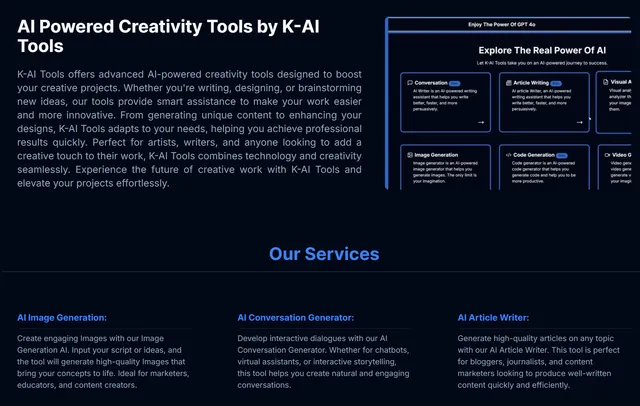 AI Powered Creativity Tools by K-AI
Tools
K-AI Tools offers advanced AI-powered creativity tools designed to boost
your creative projects. Whether you're writing, designing, or brainstorming
new ideas, our tools provide smart assistance to make your work easier
and more innovative. From generating unique content to enhancing your
designs, K-AI Tools adapts to your needs, helping you achieve professional
results quickly. Perfect for artists, writers, and anyone looking to add a
creative touch to their work, K-AI Tools combines technology and creativity
seamlessly. Experience the future of creative work with K-AI Tools and
elevate your projects effortlessly.
Enjoy The Power Of GPT 4o
Explore The Real Power Of AI
Let K-AI Tools take you on an AI-powered journey to success.
Conversation
AI Writer is an AI-powered writing
assistant that helps you write
better, faster, and more
persuasively.
Article Writing
AI article Writer, an AI-powered
writing assistant that helps you
write better, faster, and more
persuasively.
Visual A
Visual anal
analyze th
your image
them.
Image Generation
Image generator is an AI-powered
image generator that helps you
generate images. The only limit is
your imagination.
Code Generation
Code generator is an AI-powered
code generator that helps you
generate code and help you to be
more productive.
Video G
Video gene
video gene
generate v
your imagi
Our Services
AI Image Generation:
Create engaging Images with our Image
Generation AI. Input your script or ideas, and
the tool will generate high-quality Images that
bring your concepts to life. Ideal for marketers,
educators, and content creators.
AI Conversation Generator:
Develop interactive dialogues with our AI
Conversation Generator. Whether for chatbots,
virtual assistants, or interactive storytelling,
this tool helps you create natural and engaging
conversations.
AI Article Writer:
Generate high-quality articles on any topic
with our AI Article Writer. This tool is perfect
for bloggers, journalists, and content
marketers looking to produce well-written
content quickly and efficiently.